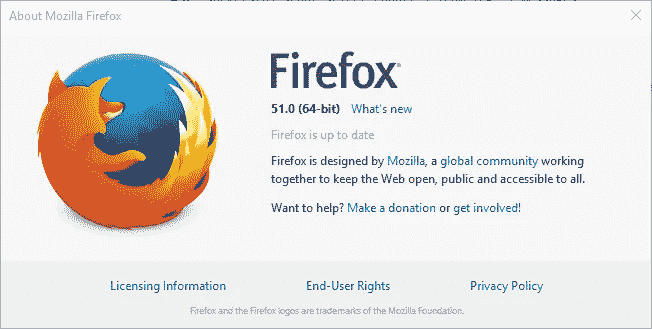 About Mozilla Firefox
Firefox
51.0 (64-bit) What's new
Firefox is up to date
Firefox is designed by Mozilla, a global community working
together to keep the Web open, public and accessible to all.
Want to help? Make a donation or get involved!
Licensing Information End-User Rights Privacy Policy
Firefox and the Firefox logos are trademarks of the Mozilla Foundation.